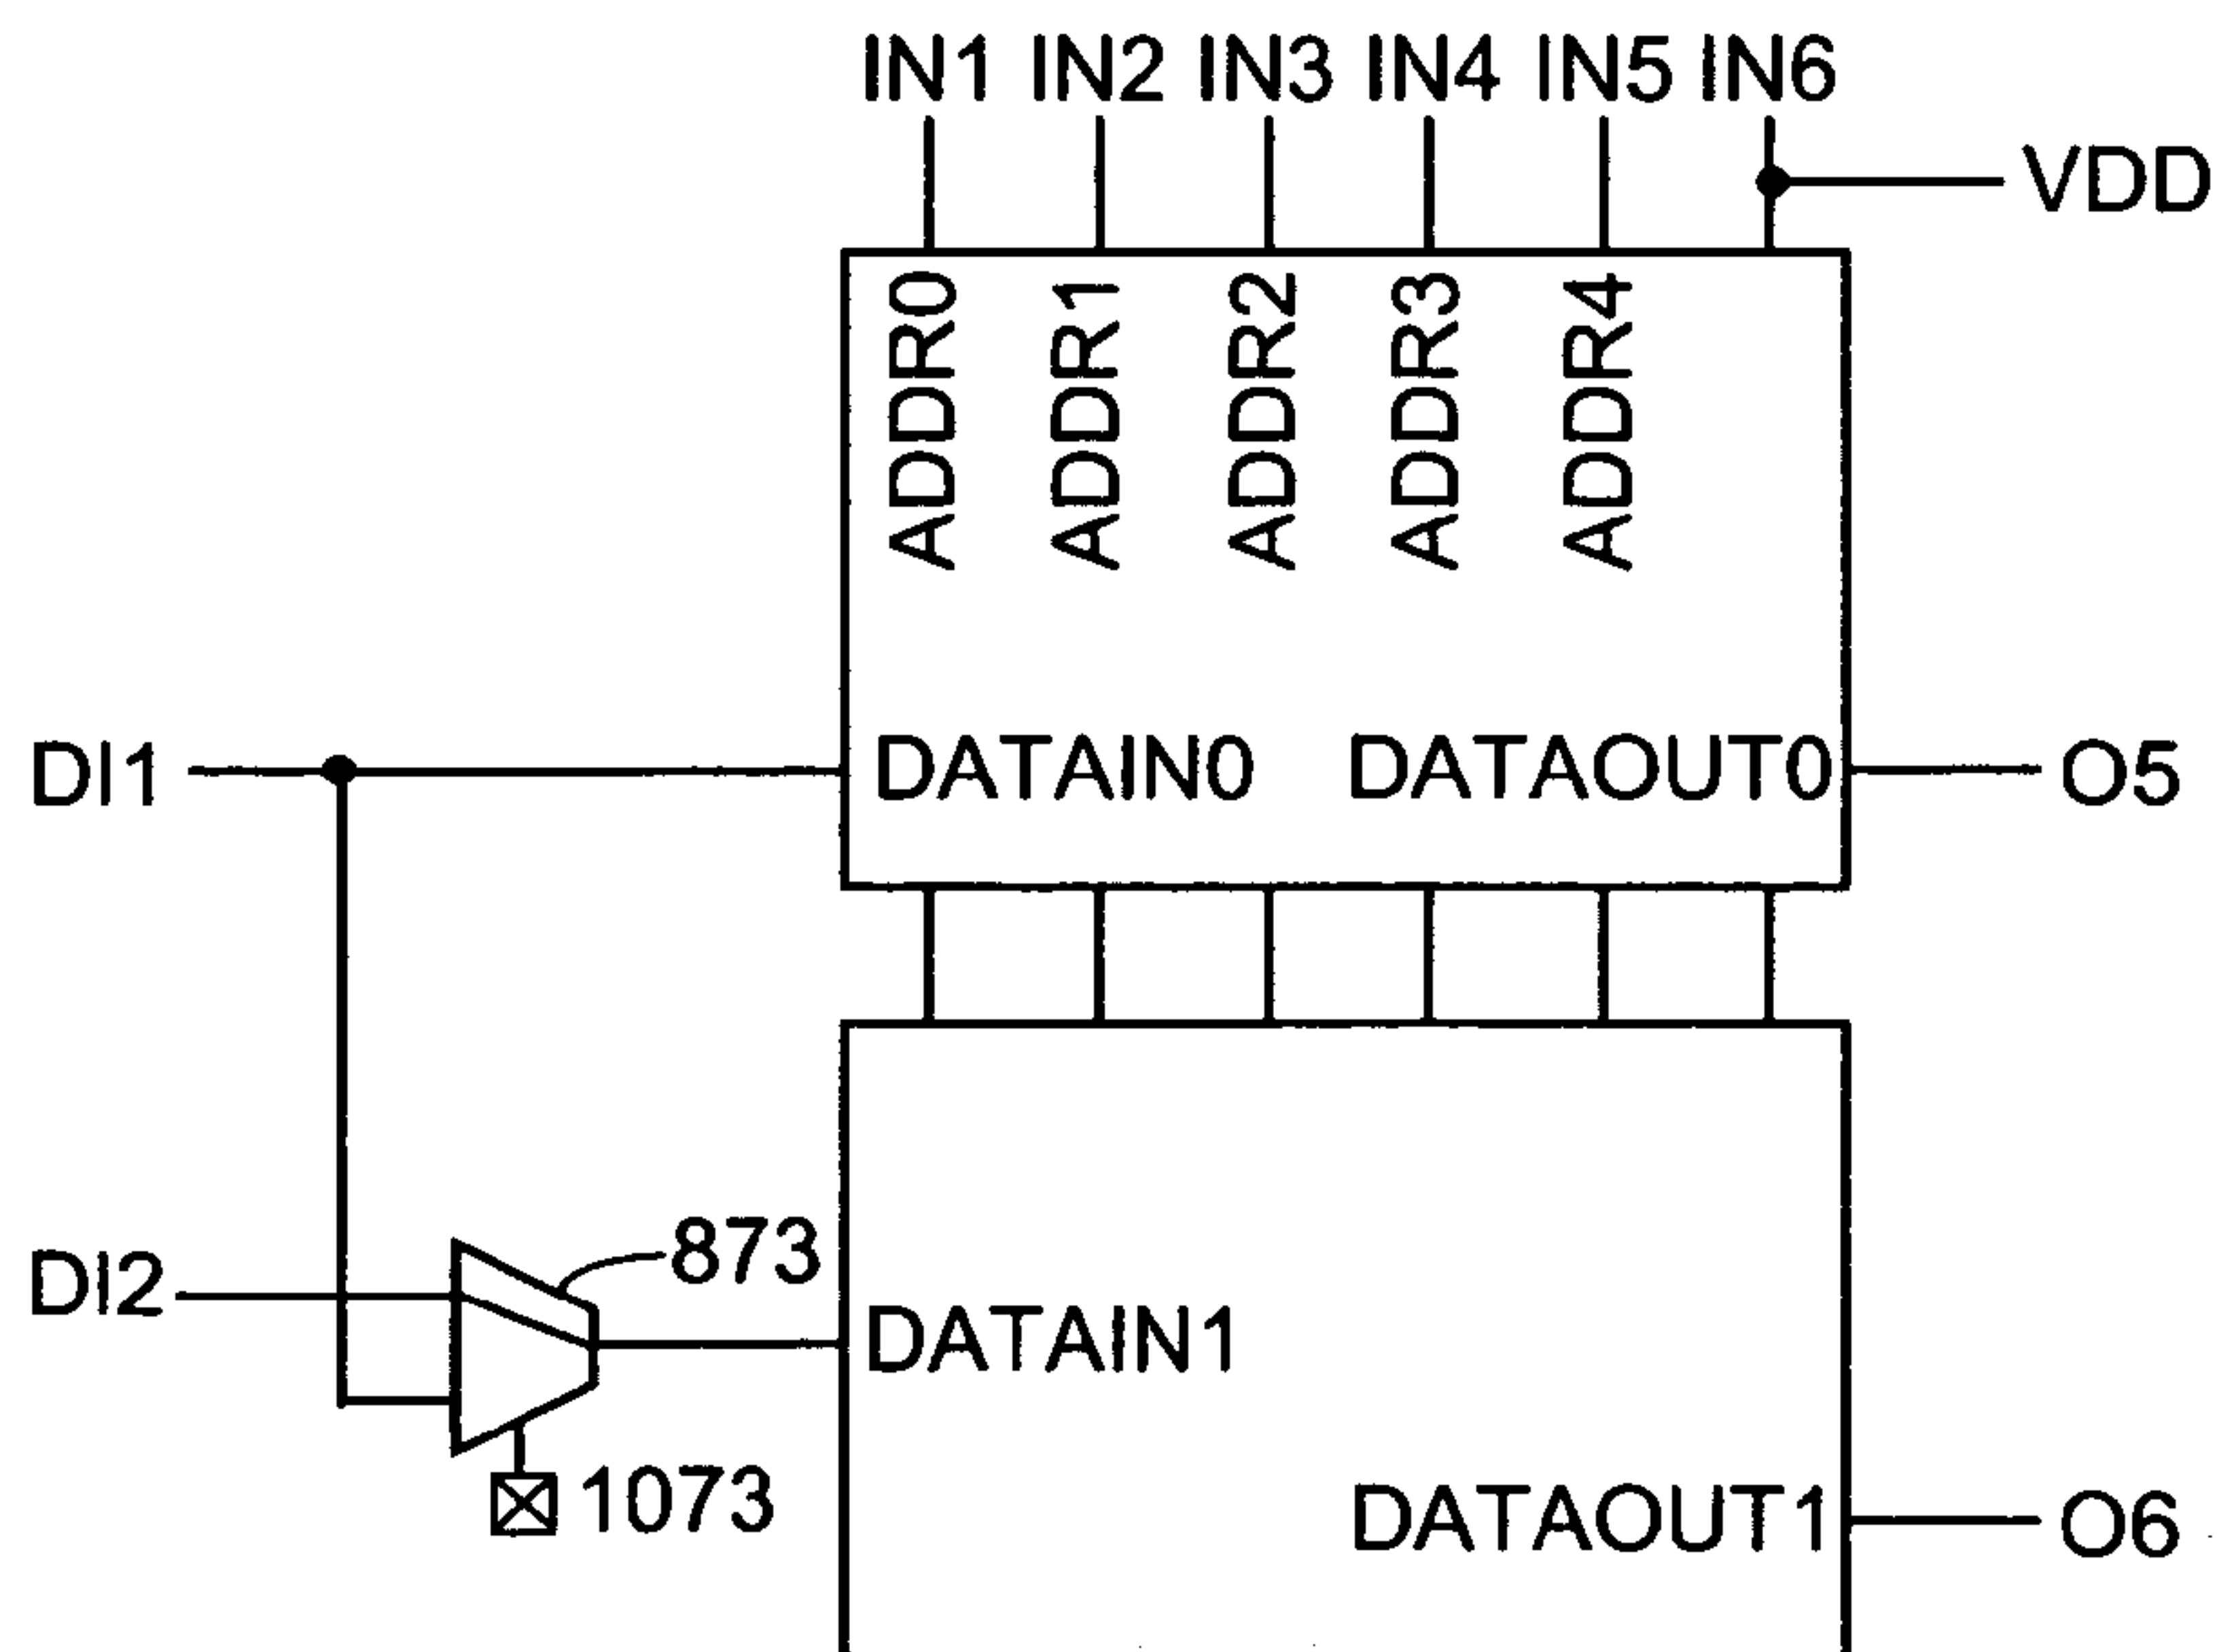 IN1 IN2 IN3 IN4 IN5 IN6
VDD
ADDR0
ADDR1
ADDR2
ADDR3
ADDR4
DI1
DATAIN0
DATAOUT0
O5
873
DI2
DATAIN1
1073
DATAOUT1
O6